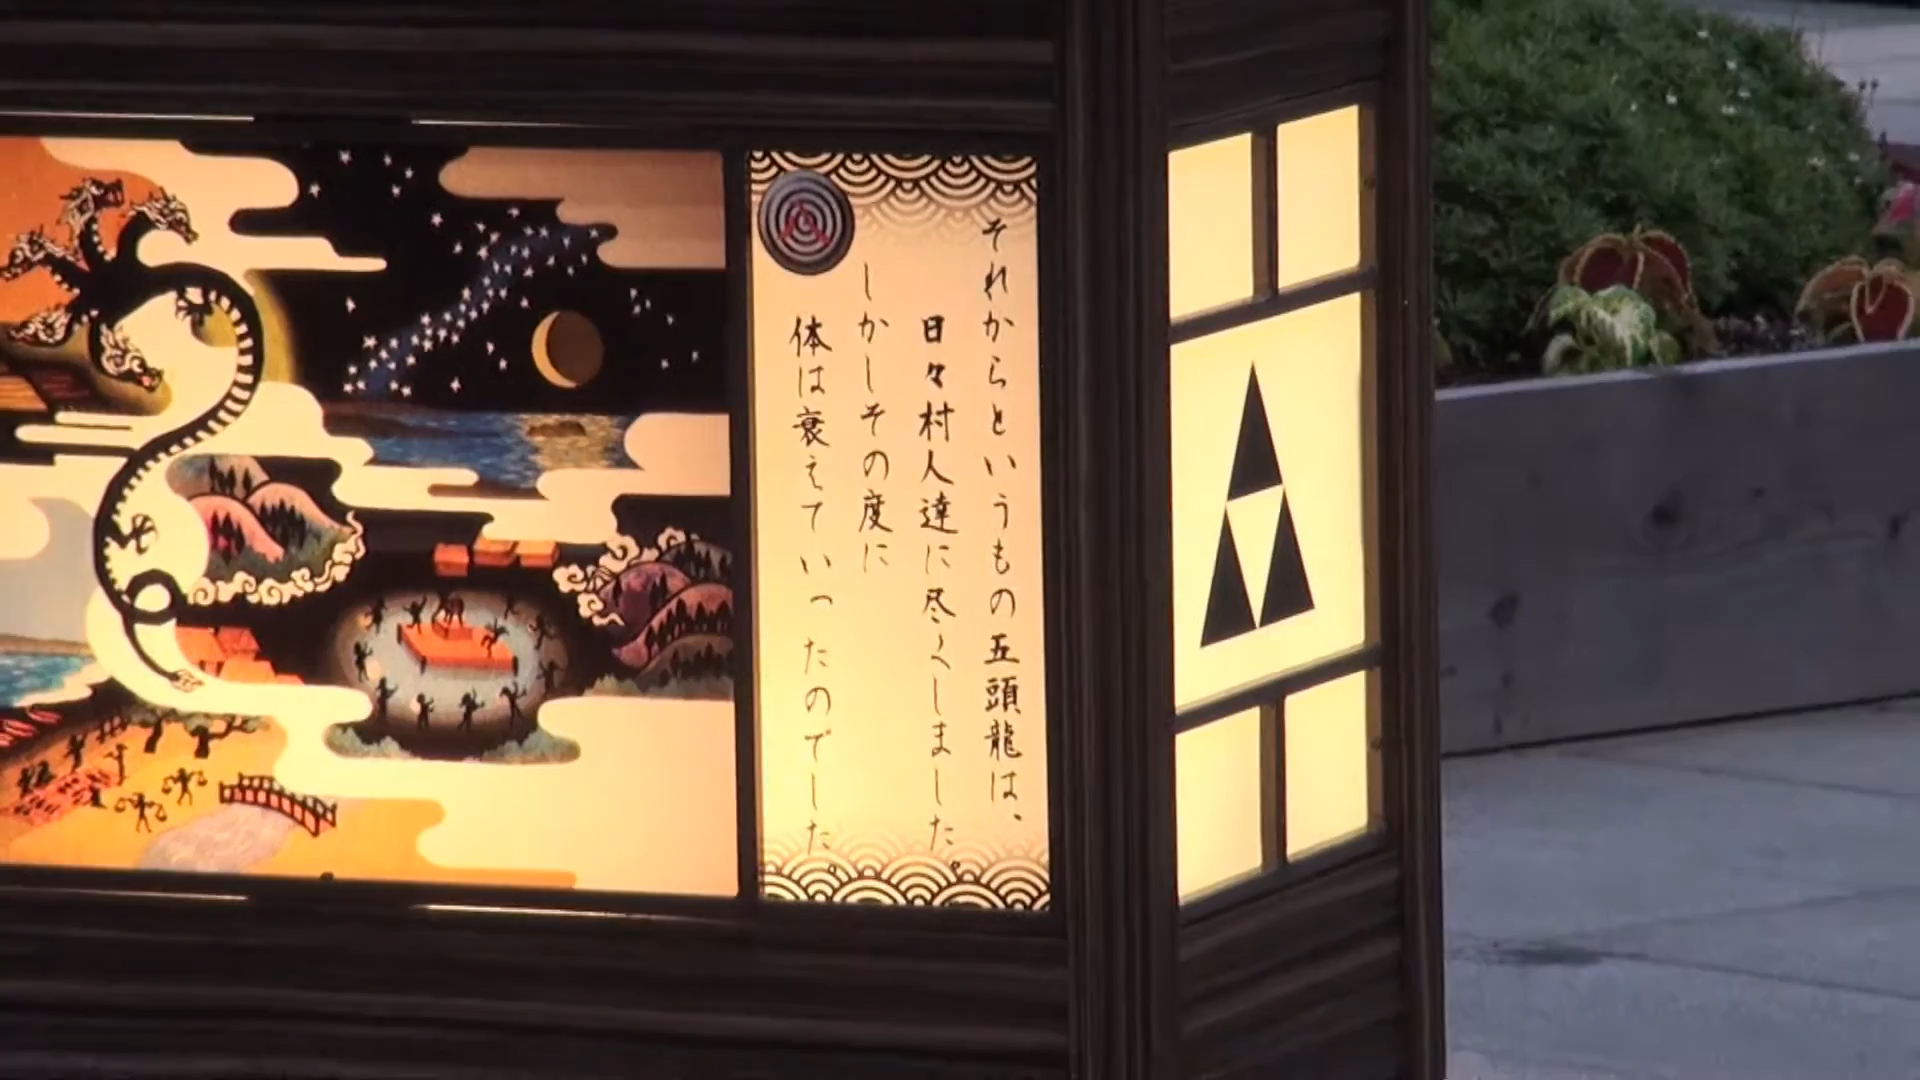 それからというもの五頭龍は、
日々村人達に尽くしました。
しかしその度に
体は衰えていったのでした。